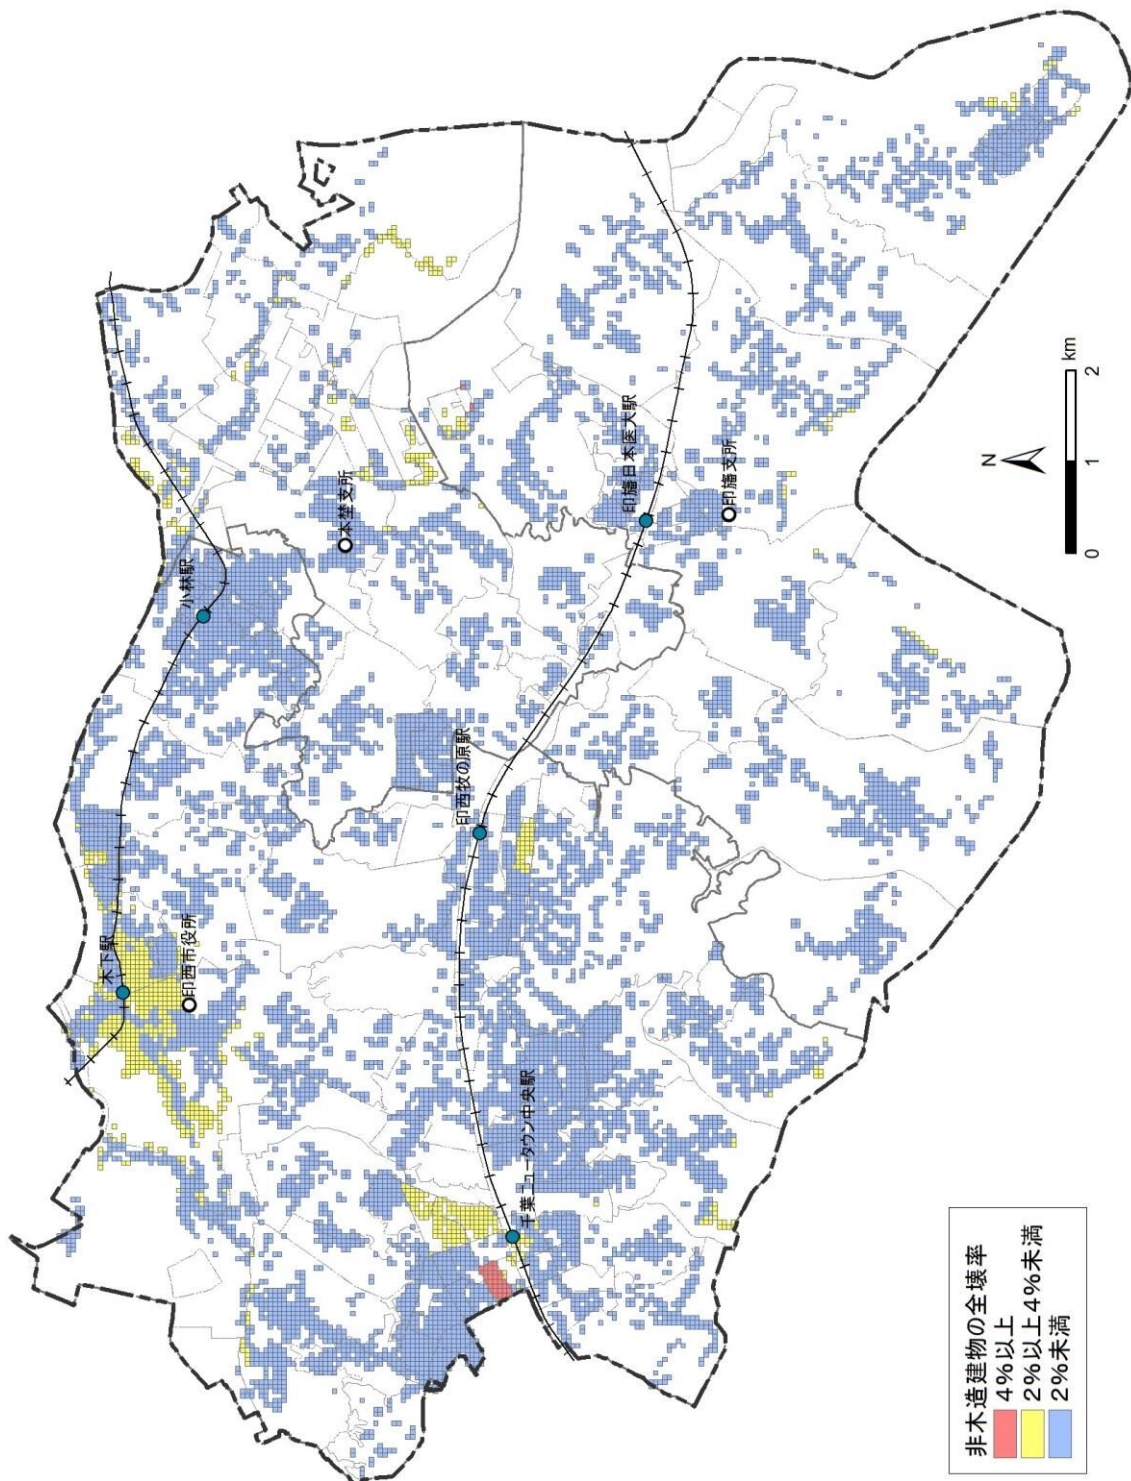 木下駅
小林駅
印西市役所
本埜支所
印西牧の原駅
千葉ニュータウン中央駅
印旛日本医大駅
印旛支所
非木造建物の全壊率
4%以上
2%以上4%未満
2%未満
N
0 1 2 km